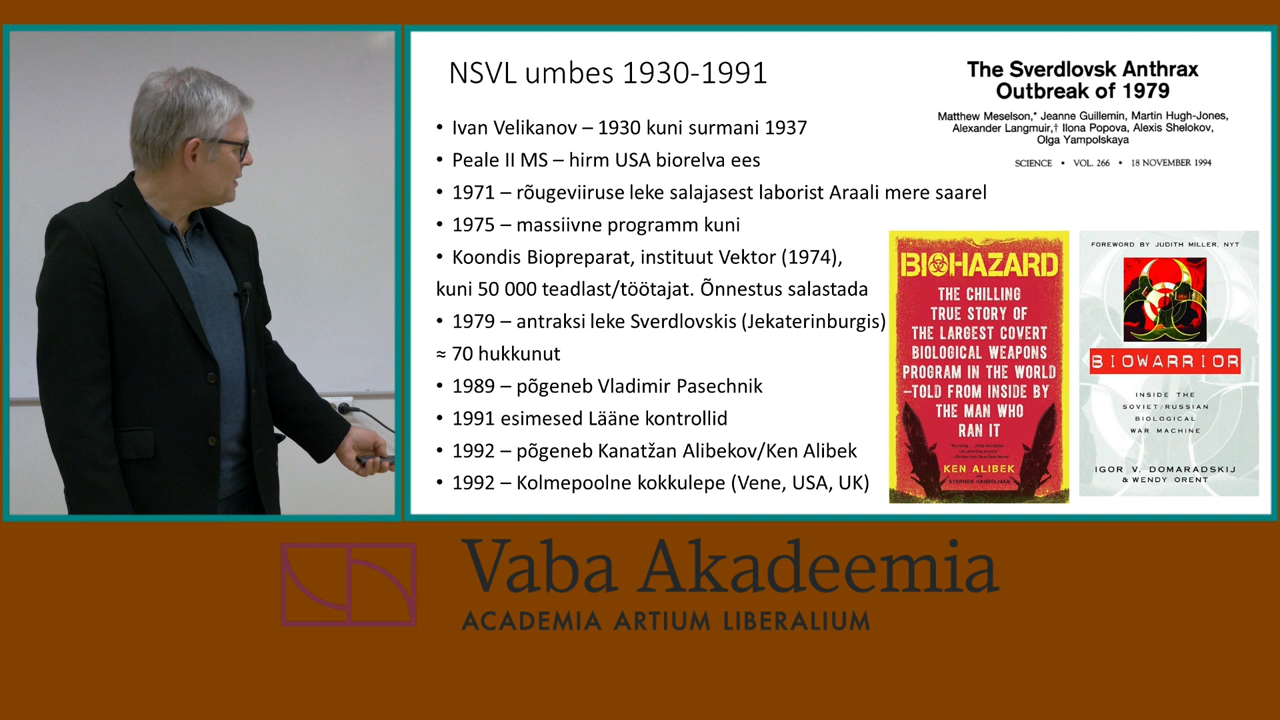 NSVL umbes 1930-1991
• Ivan Velikanov – 1930 kuni surmani 1937
• Peale II MS – hirm USA biorelva ees
• 1971 – rõugeviiruse leke salajasest laborist Araali mere saarel
• 1975 – massiivne programm kuni
• Koondis Biopreparat, instituut Vektor (1974),
kuni 50 000 teadlast/töötajat. Õnnestus salastada
• 1979 – antraksi leke Sverdlovskis (Jekaterinburgis)
≈ 70 hukkunut
• 1989 – põgeneb Vladimir Pasechnik
• 1991 esimesed Lääne kontrollid
• 1992 – põgeneb Kanatžan Alibekov/Ken Alibek
• 1992 – Kolmepoolne kokkulepe (Vene, USA, UK)
The Sverdlovsk Anthrax
Outbreak of 1979
Matthew Meselson,* Jeanne Guillemin, Martin Hugh-Jones,
Alexander Langmuir,† Ilona Popova, Alexis Shelokov,
Olga Yampolskaya
SCIENCE • VOL. 266 • 18 NOVEMBER 1994
BIOHAZARD
THE CHILLING
TRUE STORY OF
THE LARGEST COVERT
BIOLOGICAL WEAPONS
PROGRAM IN THE WORLD
–TOLD FROM INSIDE BY
THE MAN WHO
RAN IT
KEN ALIBEK
FOREWORD BY JUDITH MILLER, NYT
BIOWARRIOR
INSIDE THE
SOVIET/RUSSIAN
BIOLOGICAL
WAR MACHINE
IGOR V. DOMARADSKIJ
& WENDY ORENT
Vaba Akadeemia
ACADEMIA ARTIUM LIBERALIUM